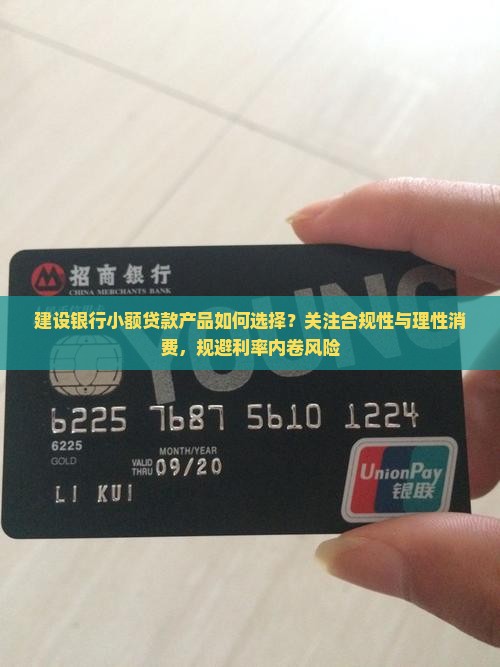 招商銀行
CHINA MERCHANTS BANK
YOUNG
建设银行小额贷款产品如何选择？关注合规性与理性消
费，规避利率内卷风险
6225 7687 5610 1224
6225
GOLD
MONTH/YEAR
VALID THRU 09/20
LI KUI
UnionPay
银联